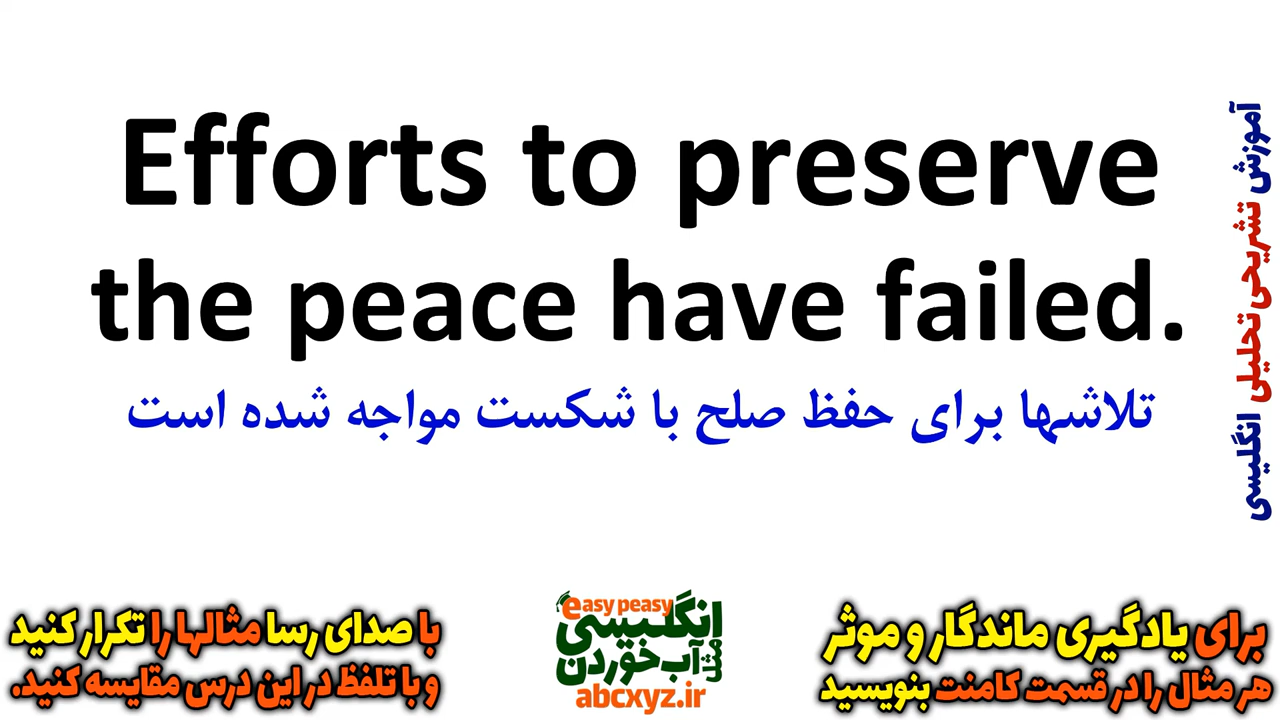 Efforts to preserve
the peace have failed.
تلاشها برای حفظ صلح با شکست مواجه شده است
آموزش تشریحی تحلیلی انگلیسی
برای یادگیری ماندگار و موثر
هر مثال را در قسمت کامنت بنویسید
easy peasy
انگلیسی
مثل آب خوردن
abcxyz.ir
با صدای رسا مثالها را تکرار کنید
و با تلفظ در این درس مقایسه کنید.